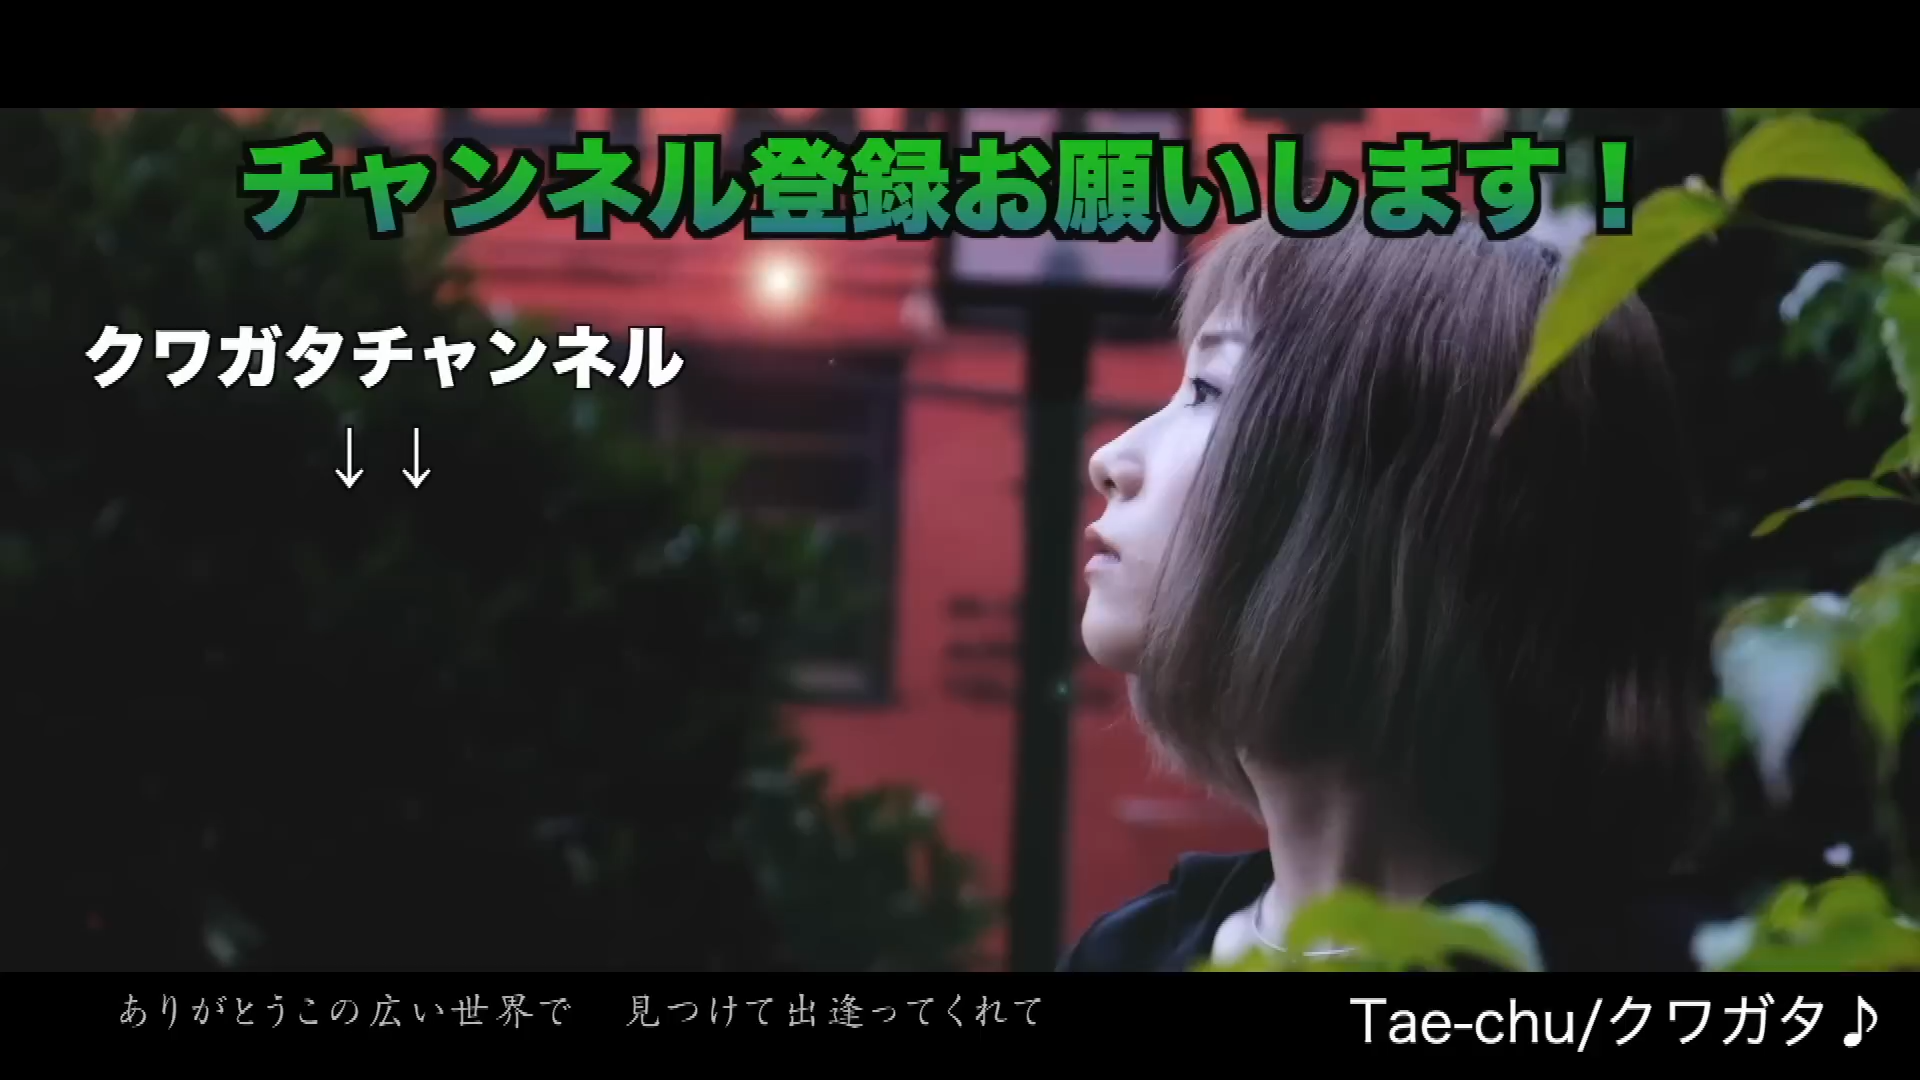 チャンネル登録お願いします！
クワガタチャンネル
↓ ↓
ありがとうこの広い世界で　見つけて出逢ってくれて
Tae-chu/クワガタ♪